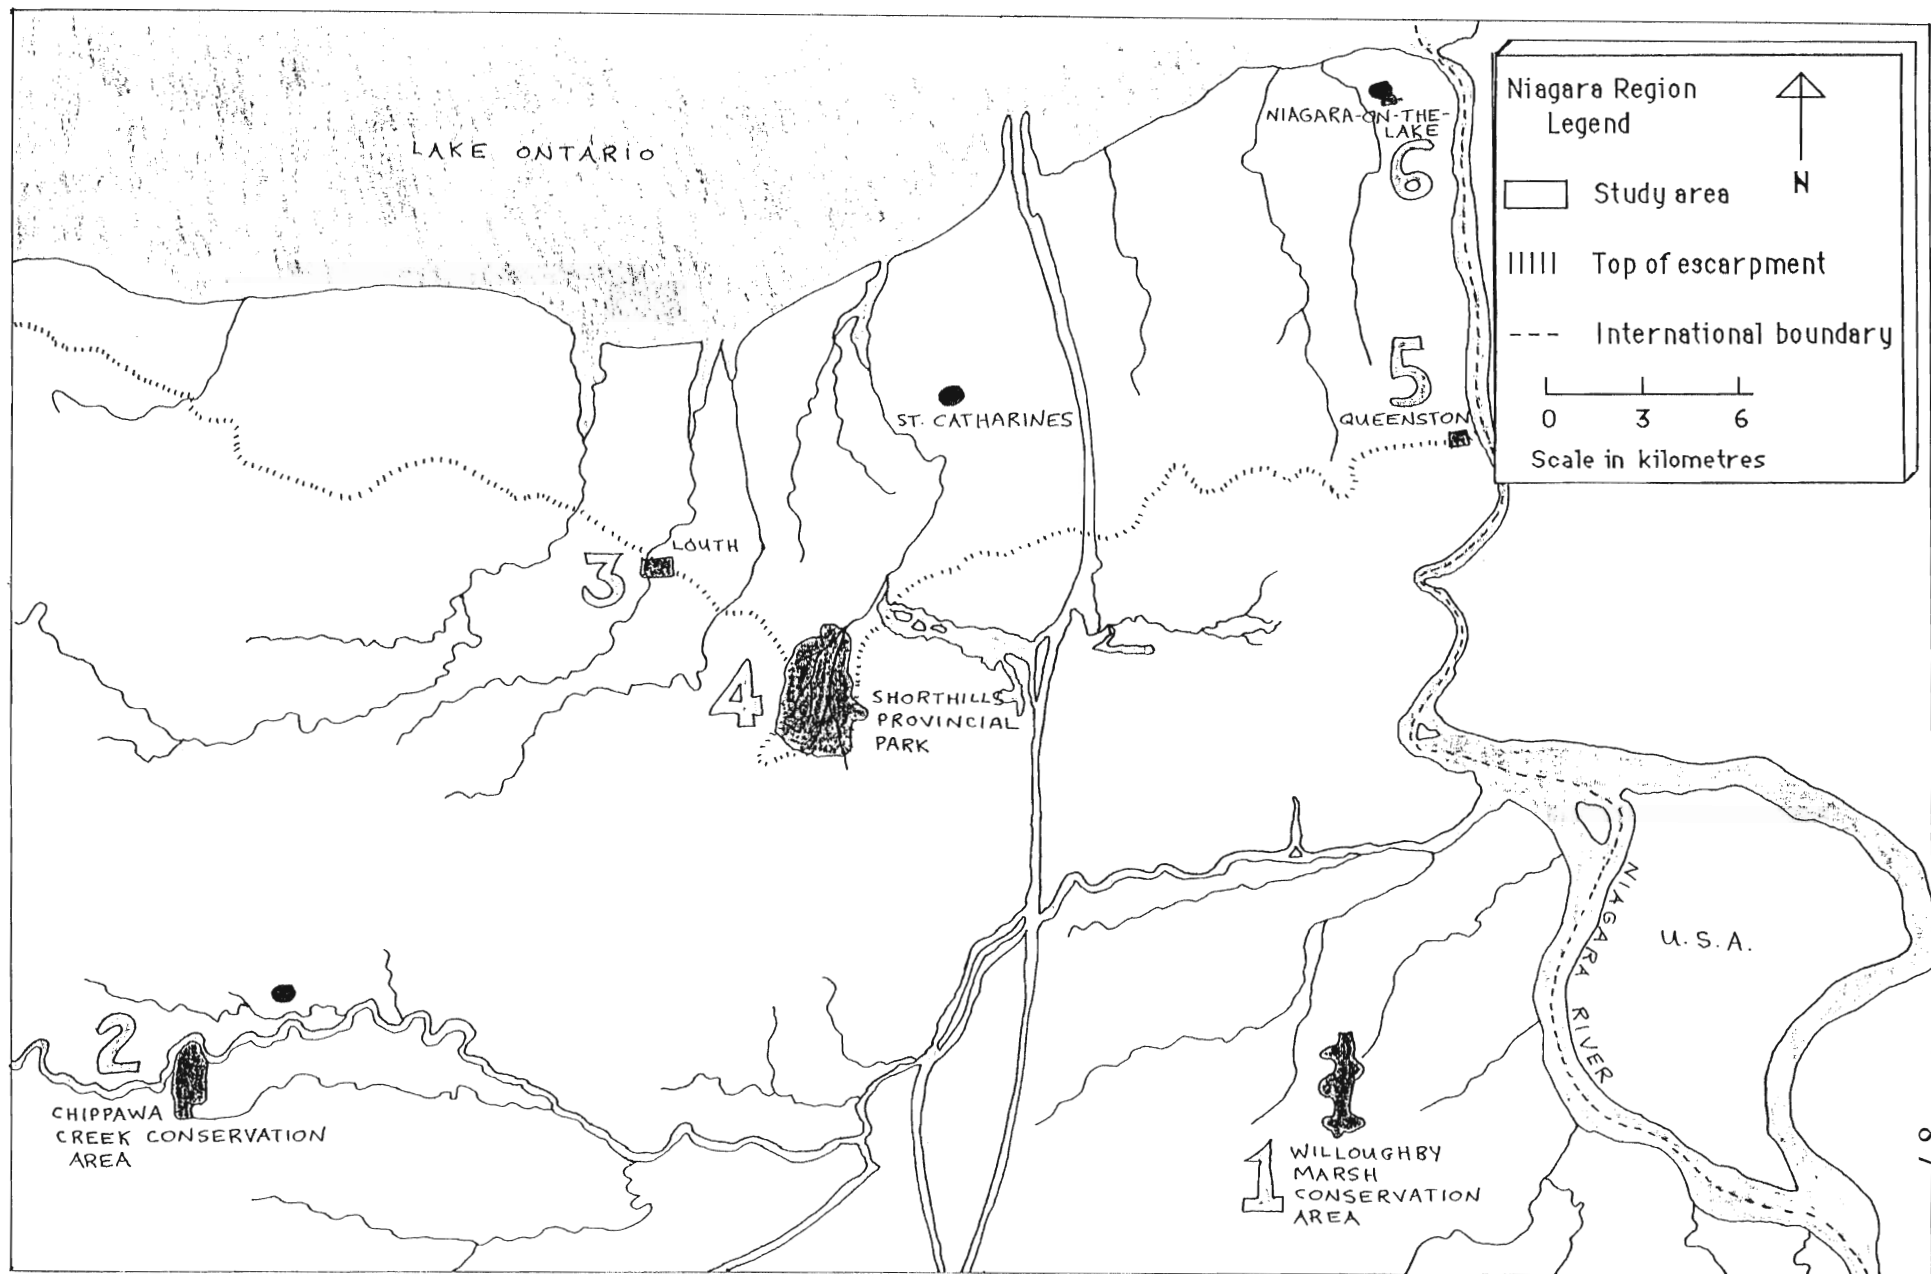 LAKE ONTARIO
NIAGARA-ON-THE-
LAKE
6
Niagara Region
Legend
N
Study area
Top of escarpment
International boundary
0 3 6
Scale in kilometres
5
QUEENSTON
ST. CATHARINES
LOUTH
3
4
SHORTHILLS
PROVINCIAL
PARK
NIAGARA RIVER
U.S.A.
2
CHIPPAWA
CREEK CONSERVATION
AREA
1
WILLOUGHBY
MARSH
CONSERVATION
AREA